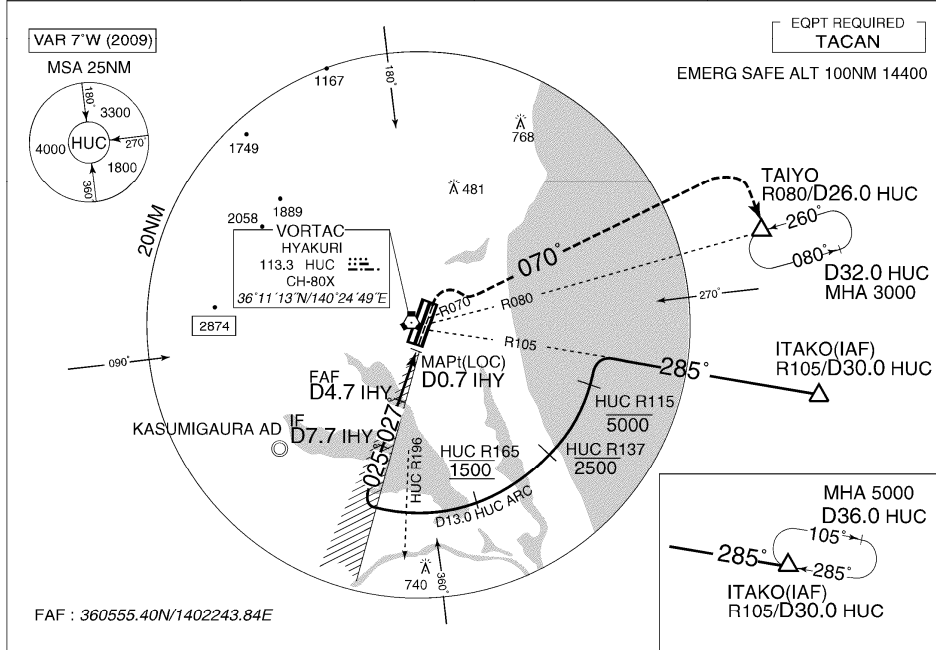 VAR 7°W (2009)
MSA 25NM
180°
3300
HUC
270°
4000
1800
360°
EQPT REQUIRED
TACAN
EMERG SAFE ALT 100NM 14400
180°
1167
768
1749
481
1889
2058
20NM
VORTAC
HYAKURI
113.3 HUC
CH-80X
36°11´13˝N/140°24´49˝E
2874
TAIYO
R080/D26.0 HUC
260°
080°
D32.0 HUC
MHA 3000
070°
R070
R080
270°
R105
090°
MAPt(LOC)
D0.7 IHY
285°
ITAKO(IAF)
R105/D30.0 HUC
FAF
D4.7 IHY
HUC R115
5000
KASUMIGAURA AD
IF
D7.7 IHY
025°
027°
HUC R196
HUC R165
1500
HUC R137
2500
D13.0 HUC ARC
740
360°
MHA 5000
D36.0 HUC
105°
285°
285°
ITAKO(IAF)
R105/D30.0 HUC
FAF : 360555.40N/1402243.84E